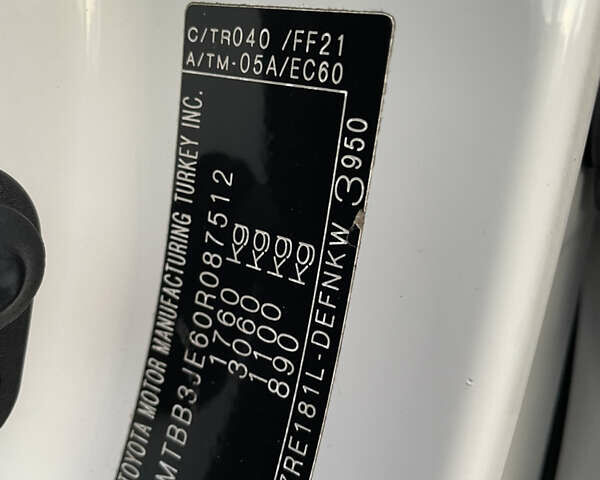 TOYOTA MOTOR MANUFACTURING TURKEY INC.
MTBB3JE60R087512
1760 kg
3060 kg
1100 kg
890 kg
ZRE181L-DEFNKW 3950
C/TR040 /FF21
A/TM-05A/EC60